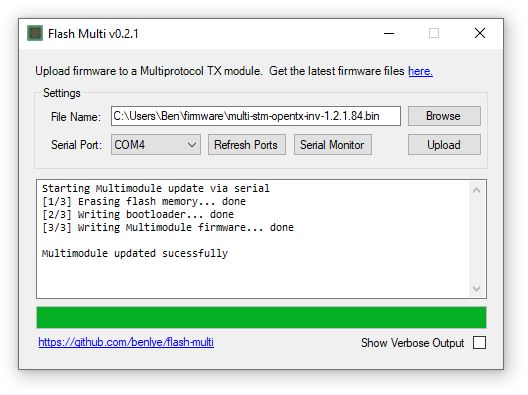 Flash Multi v0.2.1
Upload firmware to a Multiprotocol TX module. Get the latest firmware files here.
Settings
File Name: C:\Users\Ben\firmware\multi-stm-opentx-inv-1.2.1.84.bin Browse
Serial Port: COM4 Refresh Ports Serial Monitor Upload
Starting Multimodule update via serial
[1/3] Erasing flash memory... done
[2/3] Writing bootloader... done
[3/3] Writing Multimodule firmware... done
Multimodule updated sucessfully
https://github.com/benlye/flash-multi Show Verbose Output